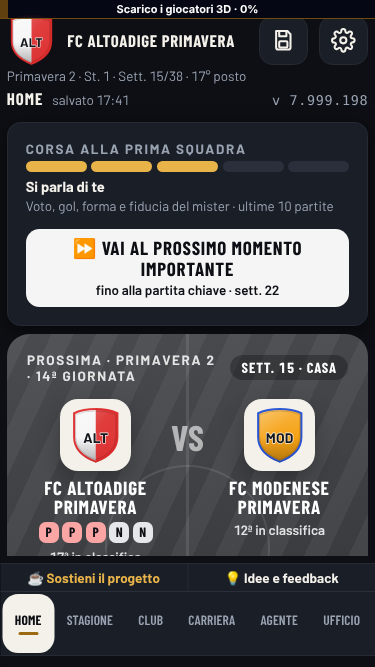 Scarico i giocatori 3D · 0%
ALT
FC ALTOADIGE PRIMAVERA
Primavera 2 · St. 1 · Sett. 15/38 · 17º posto
HOME salvato 17:41
v 7.999.198
CORSA ALLA PRIMA SQUADRA
Si parla di te
Voto, gol, forma e fiducia del mister · ultime 10 partite
⏩ VAI AL PROSSIMO MOMENTO
IMPORTANTE
fino alla partita chiave · sett. 22
PROSSIMA · PRIMAVERA 2
· 14ª GIORNATA
SETT. 15 · CASA
ALT
VS
MOD
FC ALTOADIGE
PRIMAVERA
FC MODENESE
PRIMAVERA
P P P N N
12ª in classifica
17ª in classifica
☕ Sostieni il progetto
💡 Idee e feedback
HOME STAGIONE CLUB CARRIERA AGENTE UFFICIO